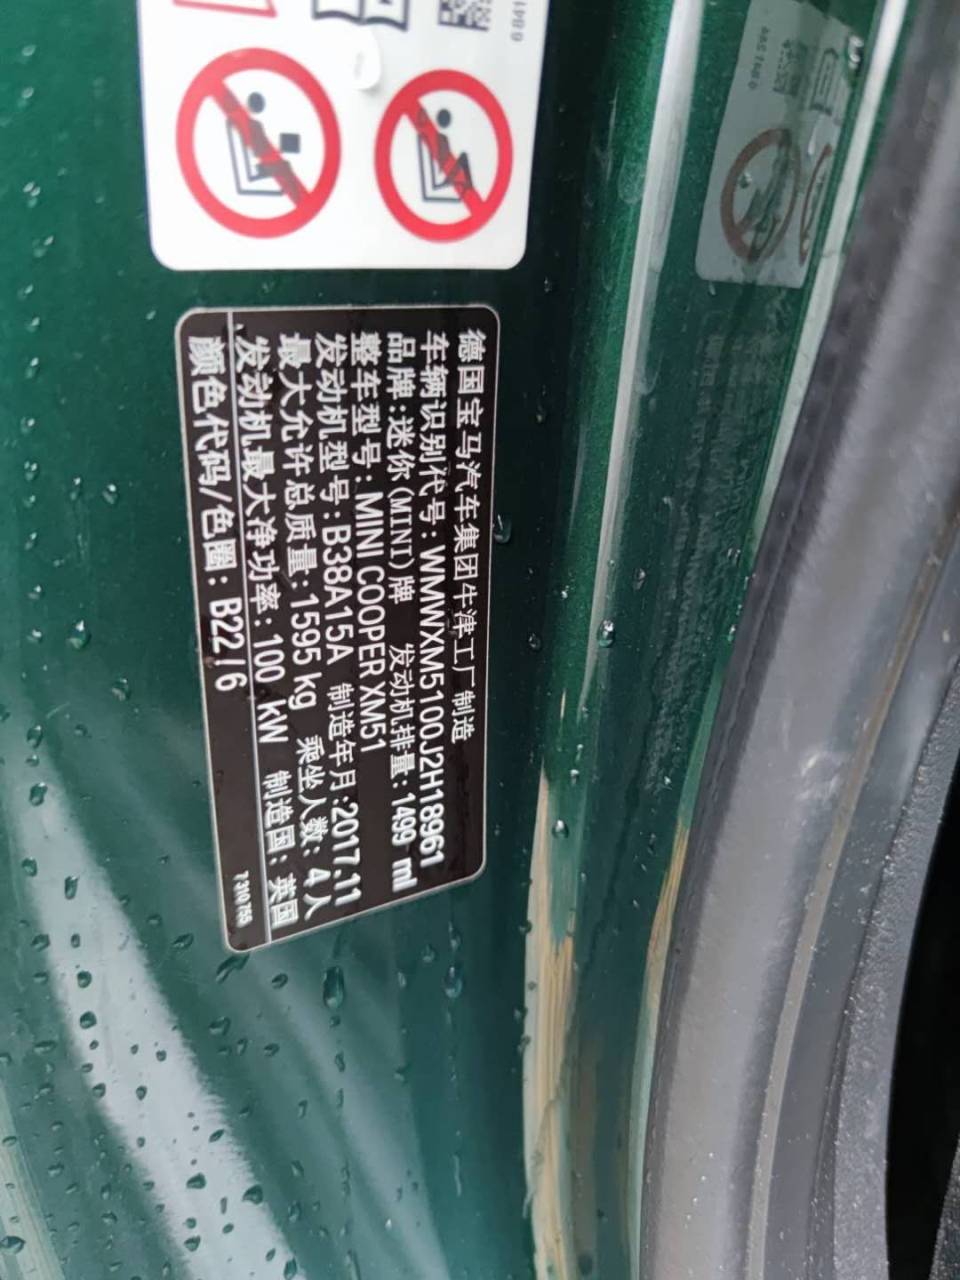 德国宝马汽车集团牛津工厂制造
车辆识别代号:WMWXM5100J2H18961
品牌:迷你(MINI)牌 发动机排量:1499 ml
整车型号:MINI COOPER XM51
发动机型号:B38A15A 制造年月:2017.11
最大允许总质量:1595 kg 乘坐人数: 4人
发动机最大净功率:100 kW 制造国: 英国
颜色代码/色圈: B22/6
7 310 755